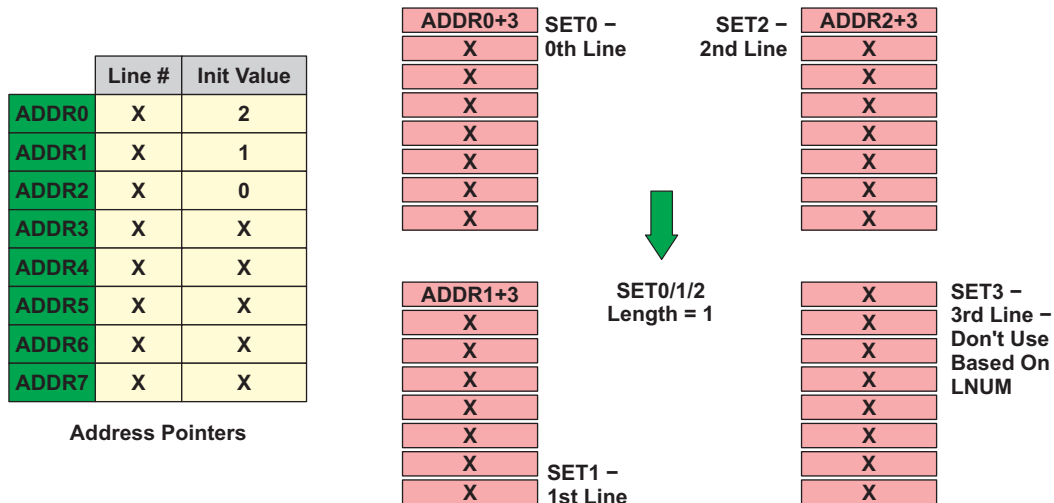 Line # Init Value
ADDR0 X 2
ADDR1 X 1
ADDR2 X 0
ADDR3 X X
ADDR4 X X
ADDR5 X X
ADDR6 X X
ADDR7 X X
Address Pointers
ADDR0+3
X
X
X
X
X
X
X
SET0 −
0th Line
SET2 −
2nd Line
ADDR2+3
X
X
X
X
X
X
X
ADDR1+3
X
X
X
X
X
X
X
SET1 −
1st Line
SET0/1/2
Length = 1
X
X
X
X
X
X
X
X
SET3 −
3rd Line −
Don't Use
Based On
LNUM